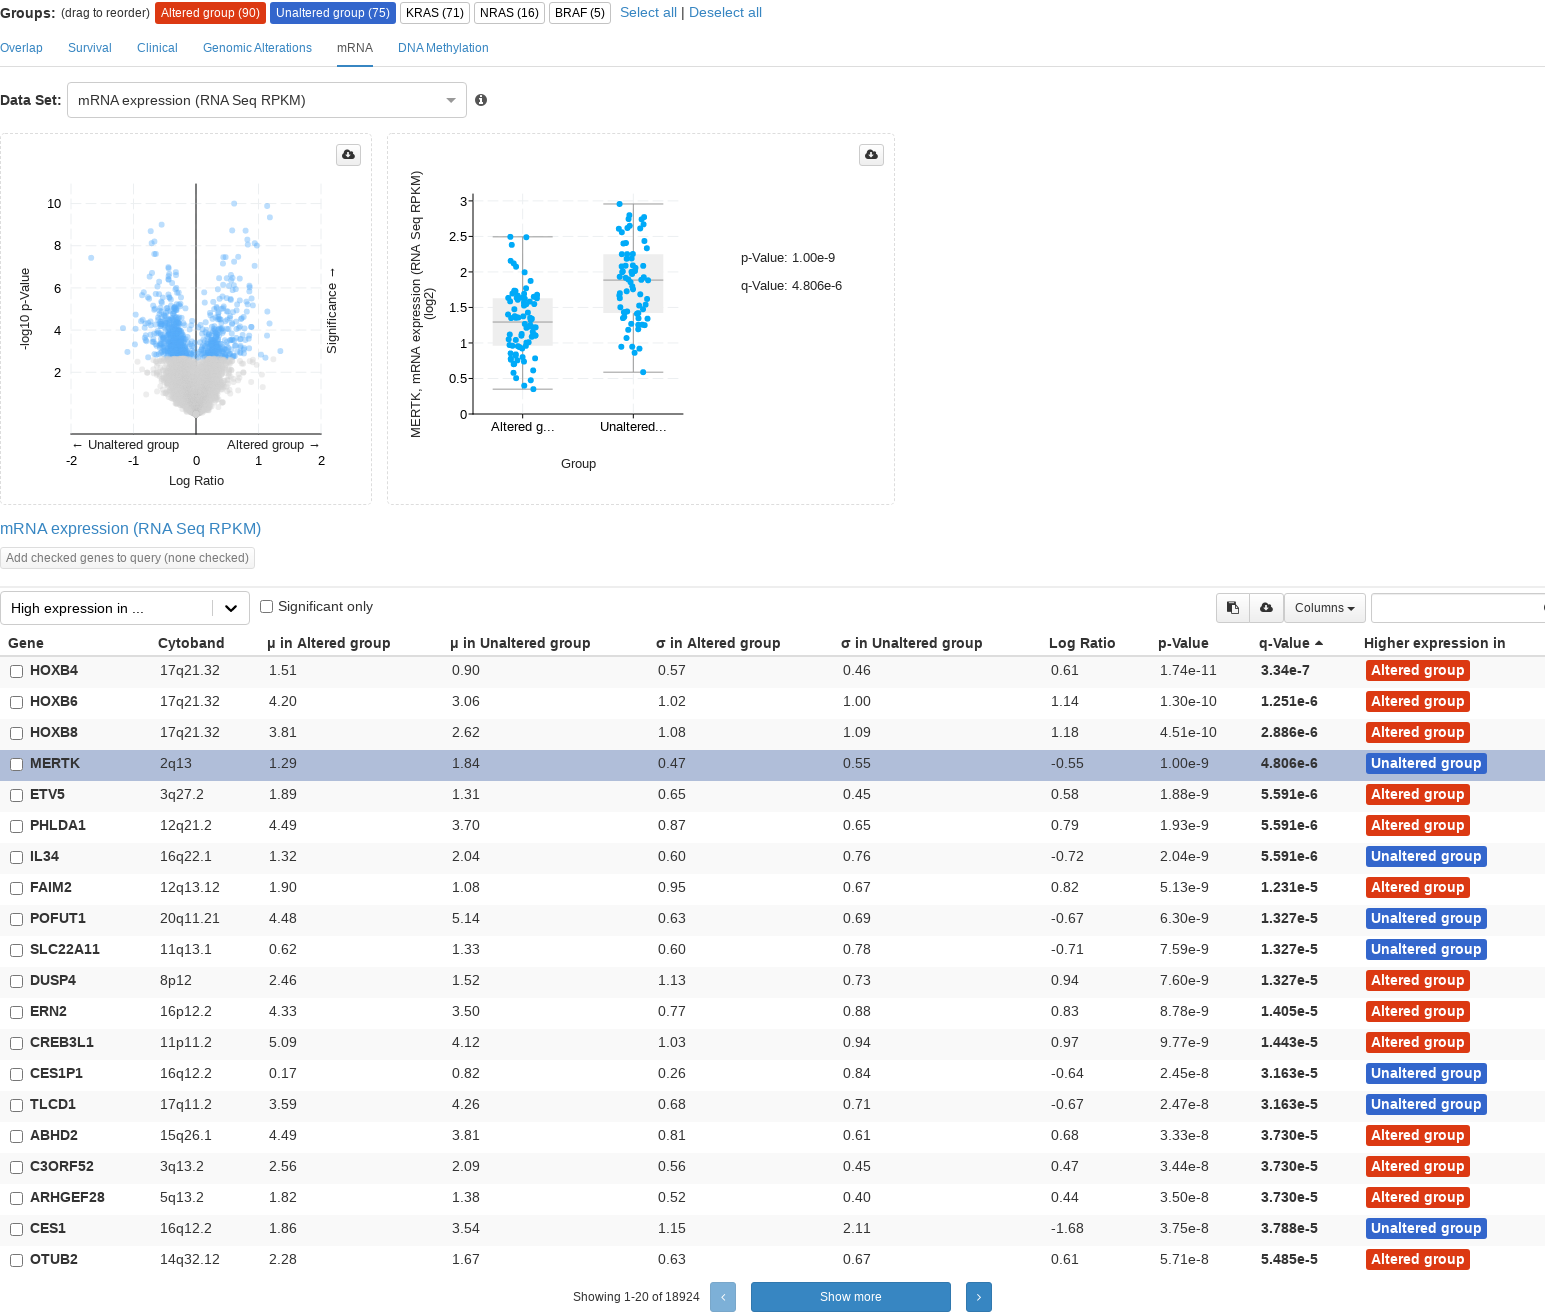 Groups: (drag to reorder) Altered group (90) Unaltered group (75) KRAS (71) NRAS (16) BRAF (5) Select all | Deselect all
Overlap Survival Clinical Genomic Alterations mRNA DNA Methylation
Data Set: mRNA expression (RNA Seq RPKM)
10
8
6
4
2
-log10 p-Value
Significance →
← Unaltered group Altered group →
-2 -1 0 1 2
Log Ratio
MERTK, mRNA expression (RNA Seq RPKM)
(log2)
3
2.5
2
1.5
1
0.5
0
Altered g... Unaltered...
Group
p-Value: 1.00e-9
q-Value: 4.806e-6
mRNA expression (RNA Seq RPKM)
Add checked genes to query (none checked)
High expression in ... Significant only Columns
Gene Cytoband μ in Altered group μ in Unaltered group σ in Altered group σ in Unaltered group Log Ratio p-Value q-Value Higher expression in
HOXB4 17q21.32 1.51 0.90 0.57 0.46 0.61 1.74e-11 3.34e-7 Altered group
HOXB6 17q21.32 4.20 3.06 1.02 1.00 1.14 1.30e-10 1.251e-6 Altered group
HOXB8 17q21.32 3.81 2.62 1.08 1.09 1.18 4.51e-10 2.886e-6 Altered group
MERTK 2q13 1.29 1.84 0.47 0.55 -0.55 1.00e-9 4.806e-6 Unaltered group
ETV5 3q27.2 1.89 1.31 0.65 0.45 0.58 1.88e-9 5.591e-6 Altered group
PHLDA1 12q21.2 4.49 3.70 0.87 0.65 0.79 1.93e-9 5.591e-6 Altered group
IL34 16q22.1 1.32 2.04 0.60 0.76 -0.72 2.04e-9 5.591e-6 Unaltered group
FAIM2 12q13.12 1.90 1.08 0.95 0.67 0.82 5.13e-9 1.231e-5 Altered group
POFUT1 20q11.21 4.48 5.14 0.63 0.69 -0.67 6.30e-9 1.327e-5 Unaltered group
SLC22A11 11q13.1 0.62 1.33 0.60 0.78 -0.71 7.59e-9 1.327e-5 Unaltered group
DUSP4 8p12 2.46 1.52 1.13 0.73 0.94 7.60e-9 1.327e-5 Altered group
ERN2 16p12.2 4.33 3.50 0.77 0.88 0.83 8.78e-9 1.405e-5 Altered group
CREB3L1 11p11.2 5.09 4.12 1.03 0.94 0.97 9.77e-9 1.443e-5 Altered group
CES1P1 16q12.2 0.17 0.82 0.26 0.84 -0.64 2.45e-8 3.163e-5 Unaltered group
TLCD1 17q11.2 3.59 4.26 0.68 0.71 -0.67 2.47e-8 3.163e-5 Unaltered group
ABHD2 15q26.1 4.49 3.81 0.81 0.61 0.68 3.33e-8 3.730e-5 Altered group
C3ORF52 3q13.2 2.56 2.09 0.56 0.45 0.47 3.44e-8 3.730e-5 Altered group
ARHGEF28 5q13.2 1.82 1.38 0.52 0.40 0.44 3.50e-8 3.730e-5 Altered group
CES1 16q12.2 1.86 3.54 1.15 2.11 -1.68 3.75e-8 3.788e-5 Unaltered group
OTUB2 14q32.12 2.28 1.67 0.63 0.67 0.61 5.71e-8 5.485e-5 Altered group
Showing 1-20 of 18924 ‹ Show more ›